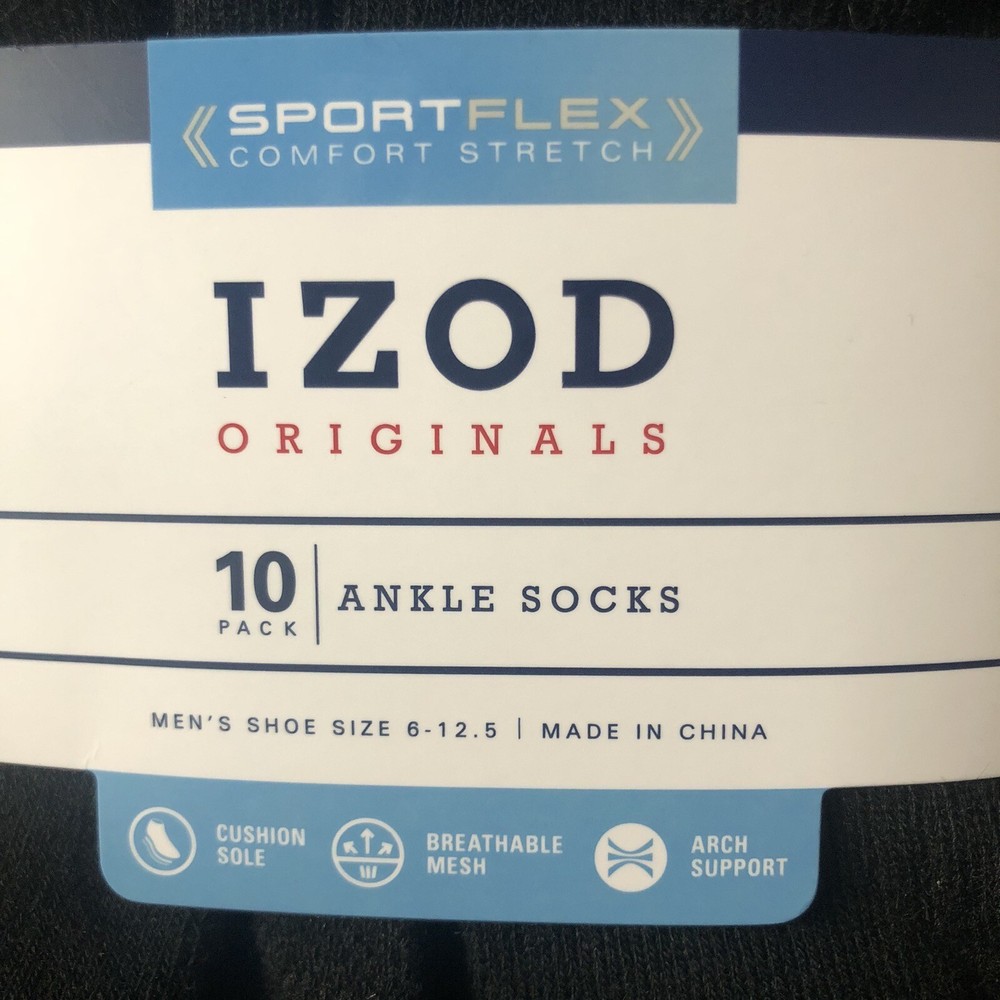 SPORTFLEX
COMFORT STRETCH
IZOD
ORIGINALS
10
PACK
ANKLE SOCKS
MEN'S SHOE SIZE 6-12.5 | MADE IN CHINA
CUSHION
SOLE
BREATHABLE
MESH
ARCH
SUPPORT